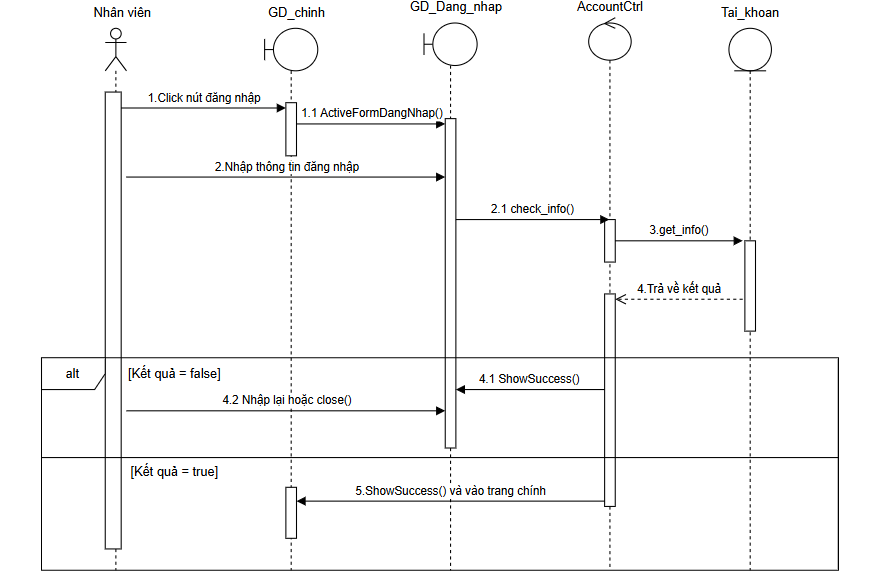 Nhân viên
GD_chinh
GD_Dang_nhap
AccountCtrl
Tai_khoan
1.Click nút đăng nhập
1.1 ActiveFormDangNhap()
2.Nhập thông tin đăng nhập
2.1 check_info()
3.get_info()
4.Trả về kết quả
alt
[Kết quả = false]
4.1 ShowSuccess()
4.2 Nhập lại hoặc close()
[Kết quả = true]
5.ShowSuccess() và vào trang chính